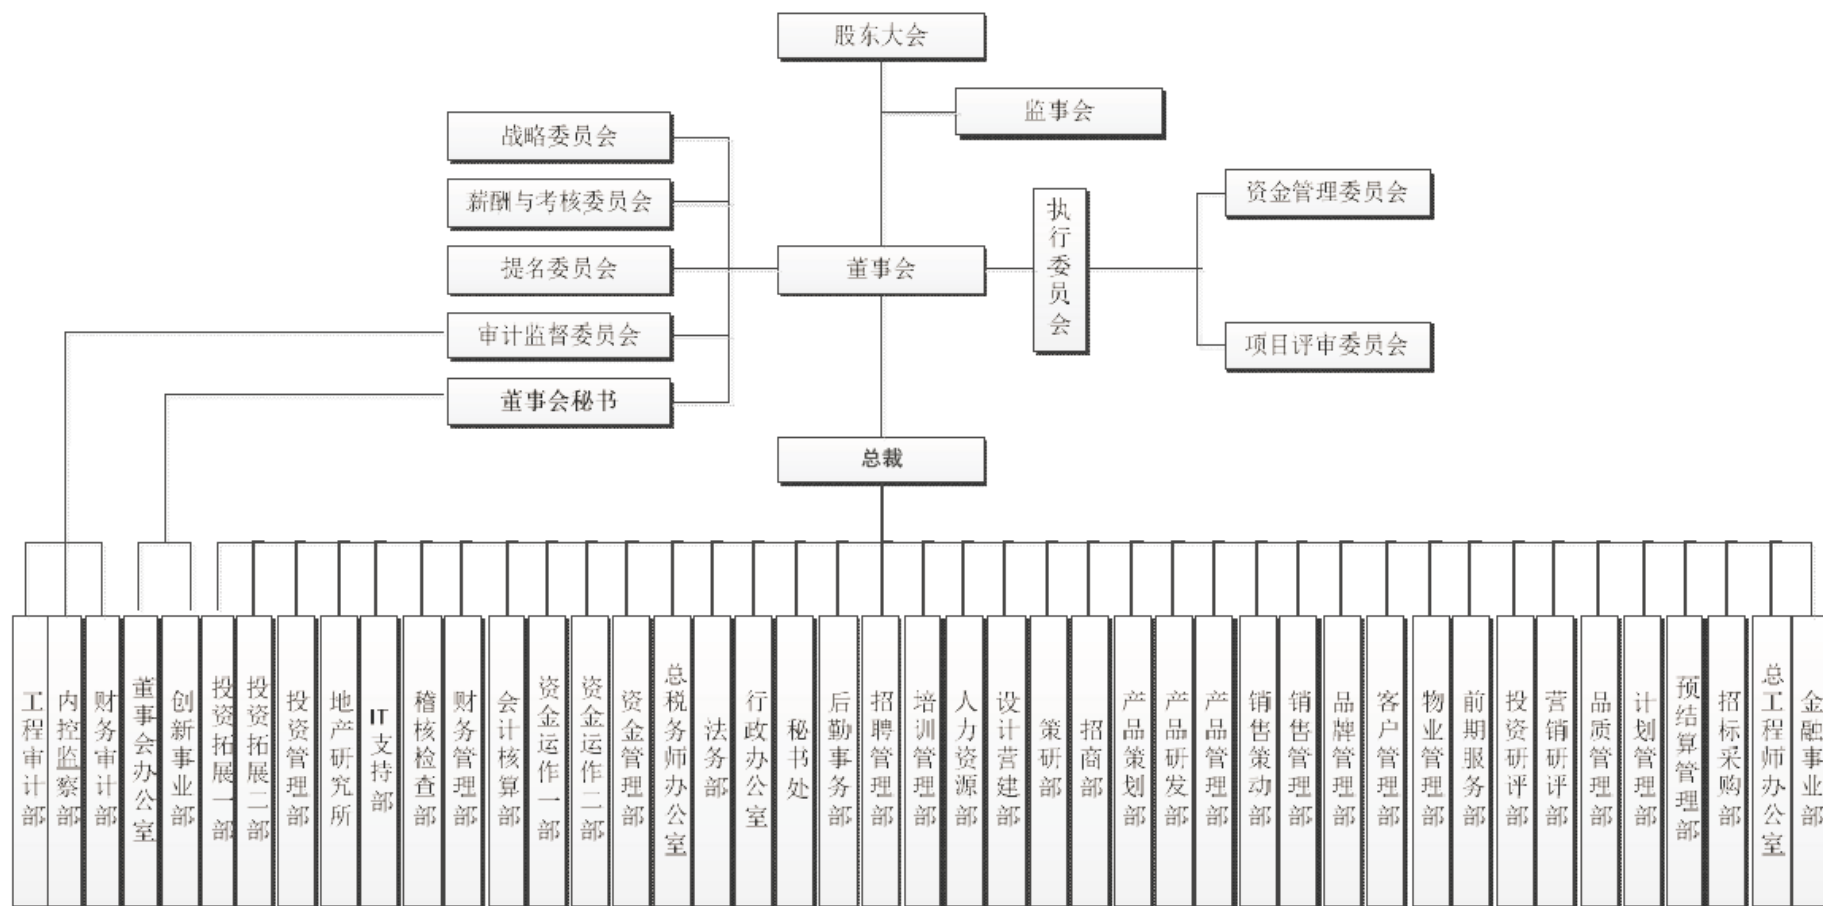 股东大会
监事会
战略委员会
薪酬与考核委员会
提名委员会
审计监督委员会
董事会秘书
董事会
执行委员会
资金管理委员会
项目评审委员会
总裁
工程审计部
内控监察部
财务审计部
董事会办公室
创新事业部
投资拓展一部
投资拓展二部
投资管理部
地产研究所
IT支持部
稽核检查部
财务管理部
会计核算部
资金运作一部
资金运作二部
资金管理部
总税务师办公室
法务部
行政办公室
秘书处
后勤事务部
招聘管理部
培训管理部
人力资源部
设计营建部
策研部
招商部
产品策划部
产品研发部
产品管理部
销售策动部
销售管理部
品牌管理部
客户管理部
物业管理部
前期服务部
投资研评部
营销研评部
品质管理部
计划管理部
预结算管理部
招标采购部
总工程师办公室
金融事业部